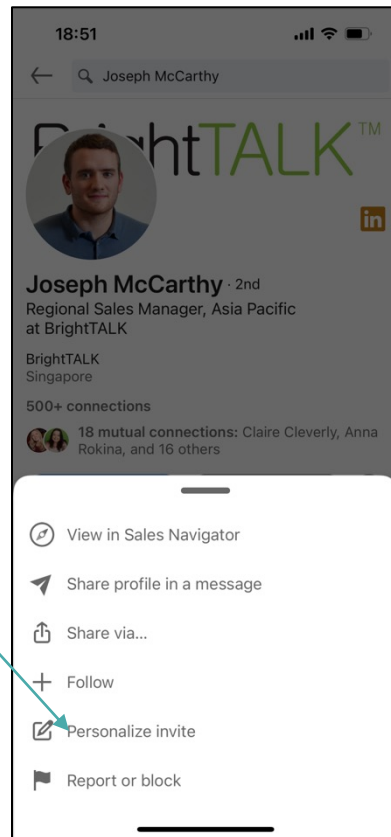 18:51
Joseph McCarthy
BrightTALK™
in
Joseph McCarthy · 2nd
Regional Sales Manager, Asia Pacific
at BrightTALK
BrightTALK
Singapore
500+ connections
18 mutual connections: Claire Cleverly, Anna
Rokina, and 16 others
View in Sales Navigator
Share profile in a message
Share via...
Follow
Personalize invite
Report or block